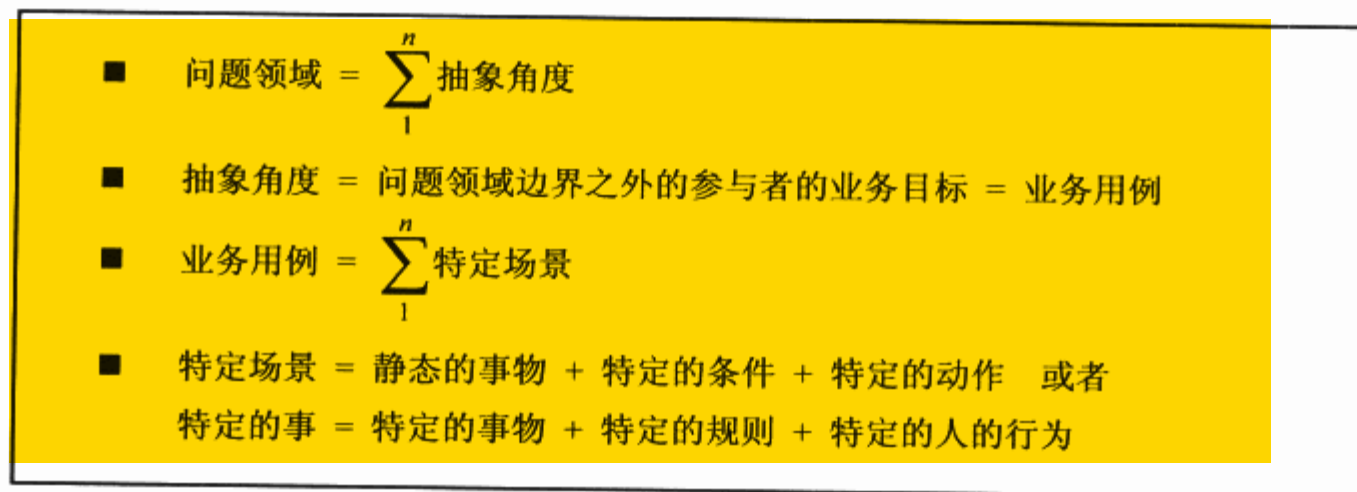 ■ 问题领域 = ∑₁ⁿ 抽象角度
■ 抽象角度 = 问题领域边界之外的参与者的业务目标 = 业务用例
■ 业务用例 = ∑₁ⁿ 特定场景
■ 特定场景 = 静态的事物 + 特定的条件 + 特定的动作 或者
特定的事 = 特定的事物 + 特定的规则 + 特定的人的行为